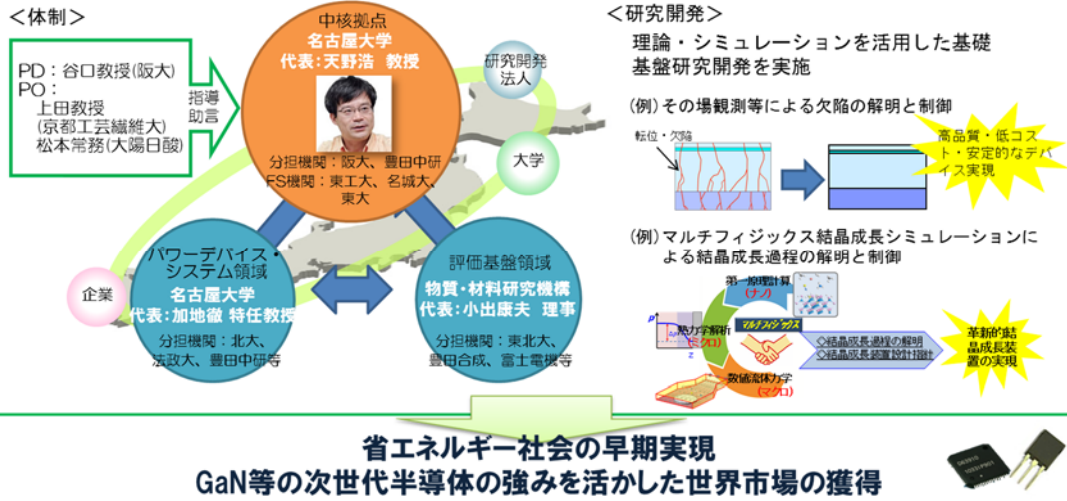 ＜体制＞
PD：谷口教授(阪大)
PO：
上田教授
(京都工芸繊維大)
松本常務(大陽日酸)
指導
助言
中核拠点
名古屋大学
代表：天野浩 教授
分担機関：阪大、豊田中研
FS機関：東工大、名城大、
東大
研究開発
法人
大学
企業
パワーデバイス・
システム領域
名古屋大学
代表：加地徹 特任教授
分担機関：北大、
法政大、豊田中研等
評価基盤領域
物質・材料研究機構
代表：小出康夫 理事
分担機関：東北大、
豊田合成、富士電機等
＜研究開発＞
理論・シミュレーションを活用した基礎
基盤研究開発を実施
(例) その場観測等による欠陥の解明と制御
転位・欠陥
高品質・低コス
ト・安定的なデバ
イス実現
(例) マルチフィジックス結晶成長シミュレーションに
よる結晶成長過程の解明と制御
第一原理計算
(ナノ)
マルチフィジックス
熱力学解析
(ミクロ)
P
z
数値流体力学
(マクロ)
◇結晶成長過程の解明
◇結晶成長装置設計指針
革新的結
晶成長装
置の実現
省エネルギー社会の早期実現
GaN等の次世代半導体の強みを活かした世界市場の獲得